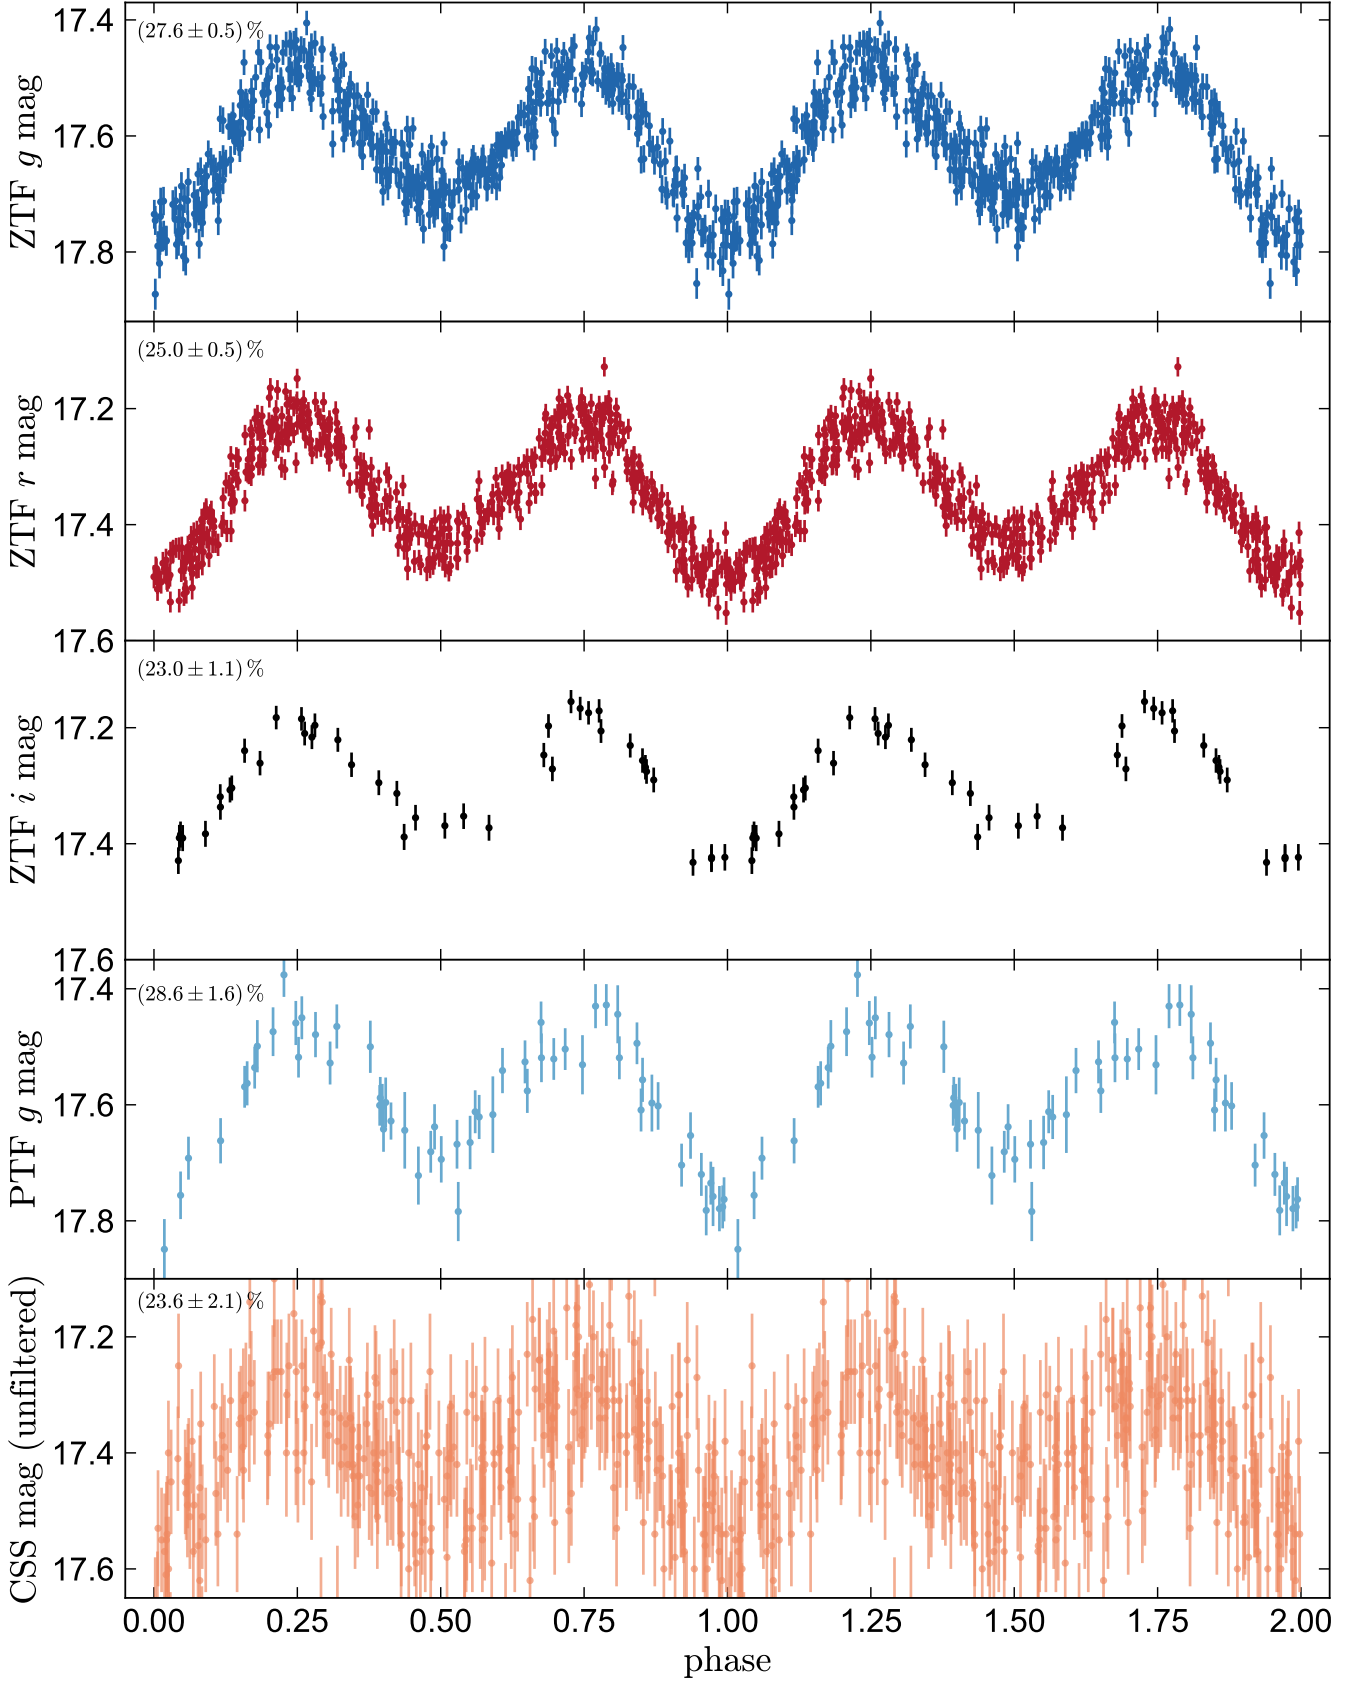 ZTF g mag
17.4
17.6
17.8
(27.6 ± 0.5) %
ZTF r mag
17.2
17.4
17.6
(25.0 ± 0.5) %
ZTF i mag
17.2
17.4
17.6
(23.0 ± 1.1) %
PTF g mag
17.4
17.6
17.8
(28.6 ± 1.6) %
CSS mag (unfiltered)
17.2
17.4
17.6
(23.6 ± 2.1) %
0.00 0.25 0.50 0.75 1.00 1.25 1.50 1.75 2.00
phase